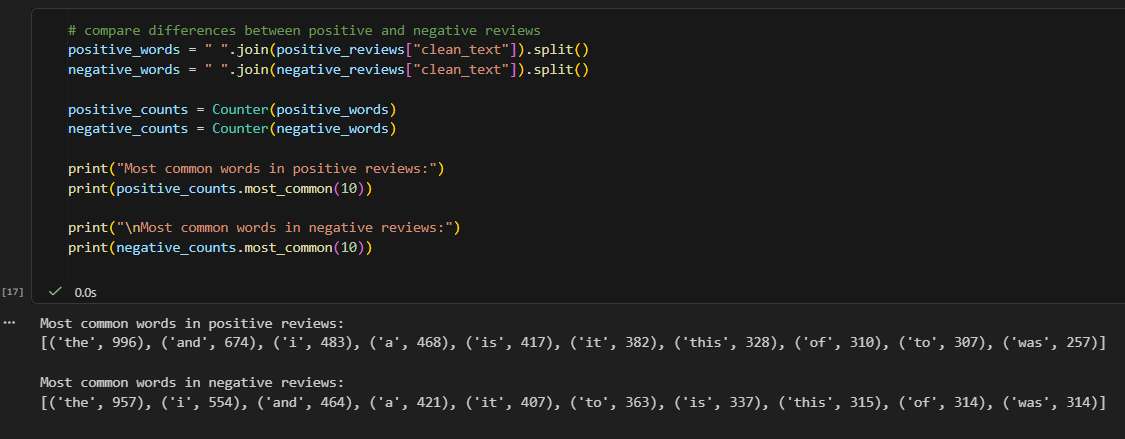 # compare differences between positive and negative reviews
positive_words = " ".join(positive_reviews["clean_text"]).split()
negative_words = " ".join(negative_reviews["clean_text"]).split()
positive_counts = Counter(positive_words)
negative_counts = Counter(negative_words)
print("Most common words in positive reviews:")
print(positive_counts.most_common(10))
print("\nMost common words in negative reviews:")
print(negative_counts.most_common(10))
[17] ✓ 0.0s
... Most common words in positive reviews:
[('the', 996), ('and', 674), ('i', 483), ('a', 468), ('is', 417), ('it', 382), ('this', 328), ('of', 310), ('to', 307), ('was', 257)]
Most common words in negative reviews:
[('the', 957), ('i', 554), ('and', 464), ('a', 421), ('it', 407), ('to', 363), ('is', 337), ('this', 315), ('of', 314), ('was', 314)]